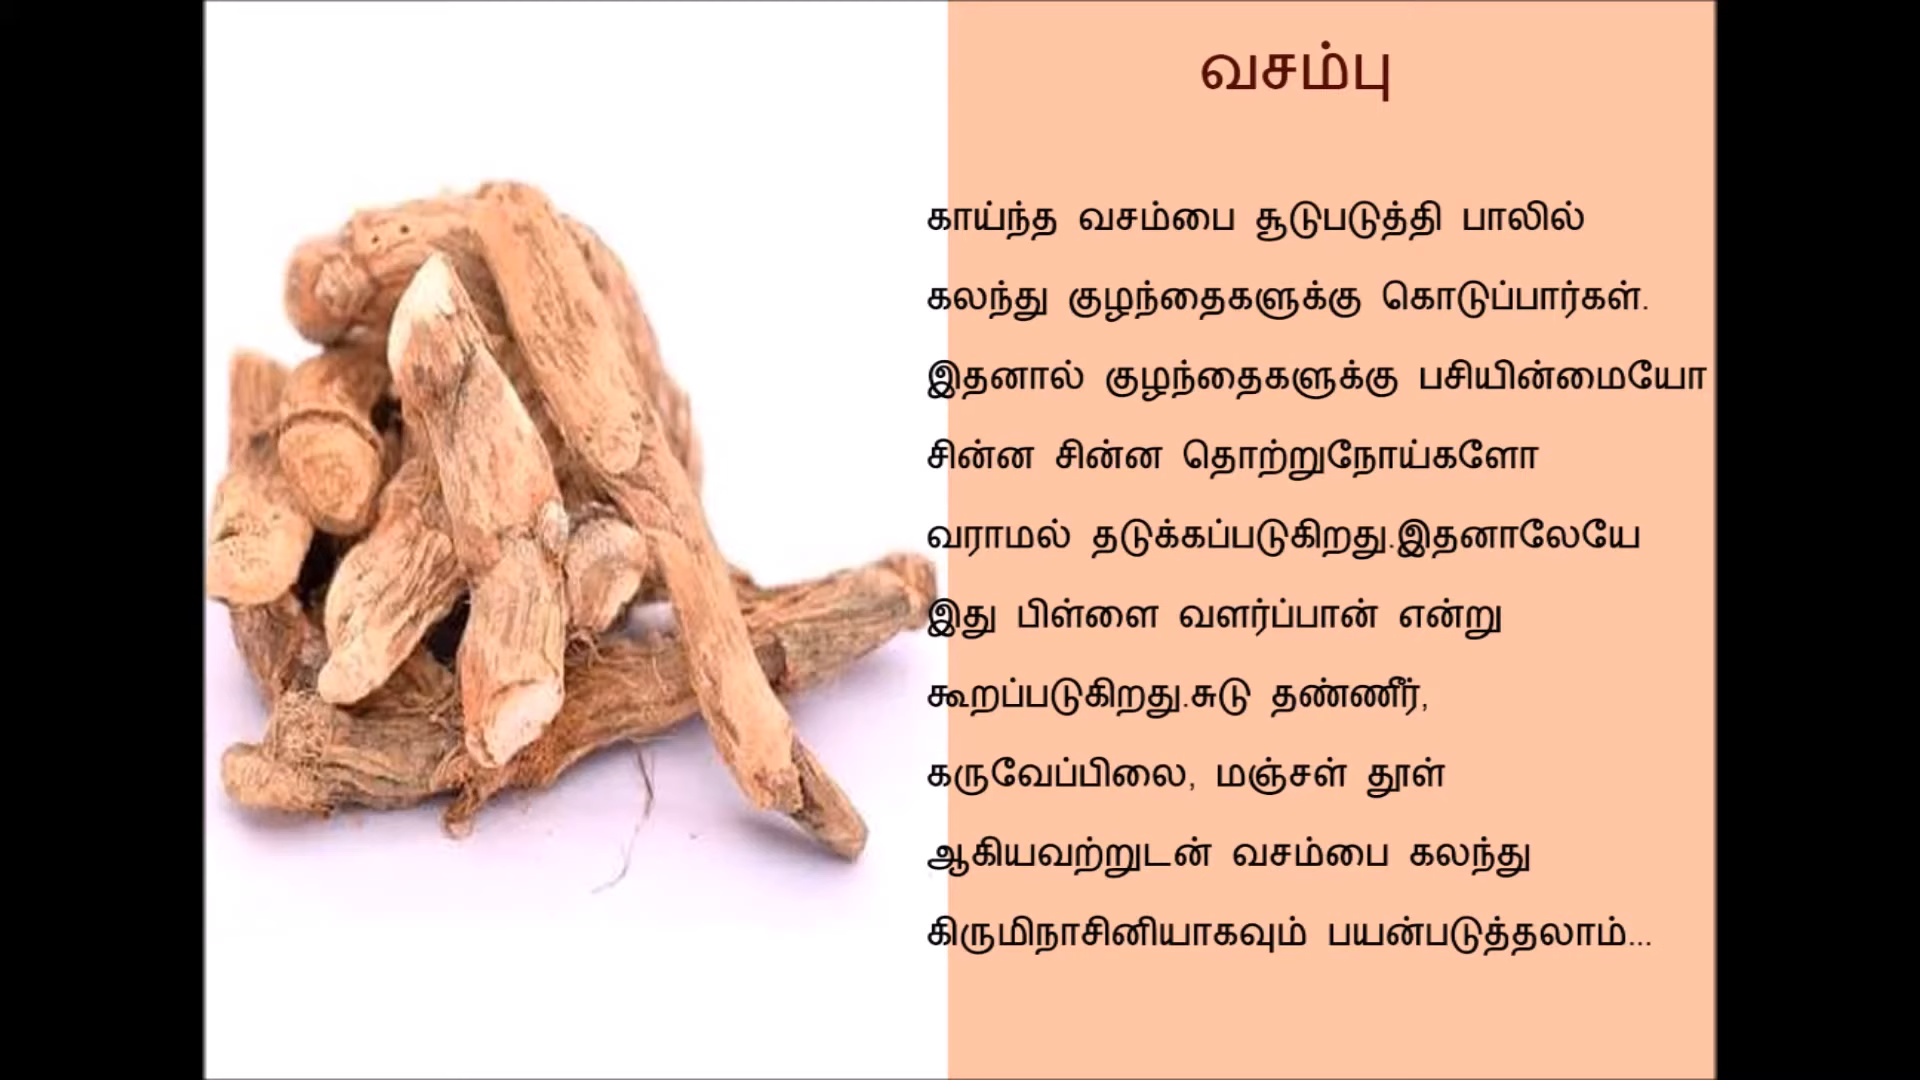 வசம்பு
காய்ந்த வசம்பை சூடுபடுத்தி பாலில்
கலந்து குழந்தைகளுக்கு கொடுப்பார்கள்.
இதனால் குழந்தைகளுக்கு பசியின்மையோ
சின்ன சின்ன தொற்றுநோய்களோ
வராமல் தடுக்கப்படுகிறது.இதனாலேயே
இது பிள்ளை வளர்ப்பான் என்று
கூறப்படுகிறது.சுடு தண்ணீர்,
கருவேப்பிலை, மஞ்சள் தூள்
ஆகியவற்றுடன் வசம்பை கலந்து
கிருமிநாசினியாகவும் பயன்படுத்தலாம்...